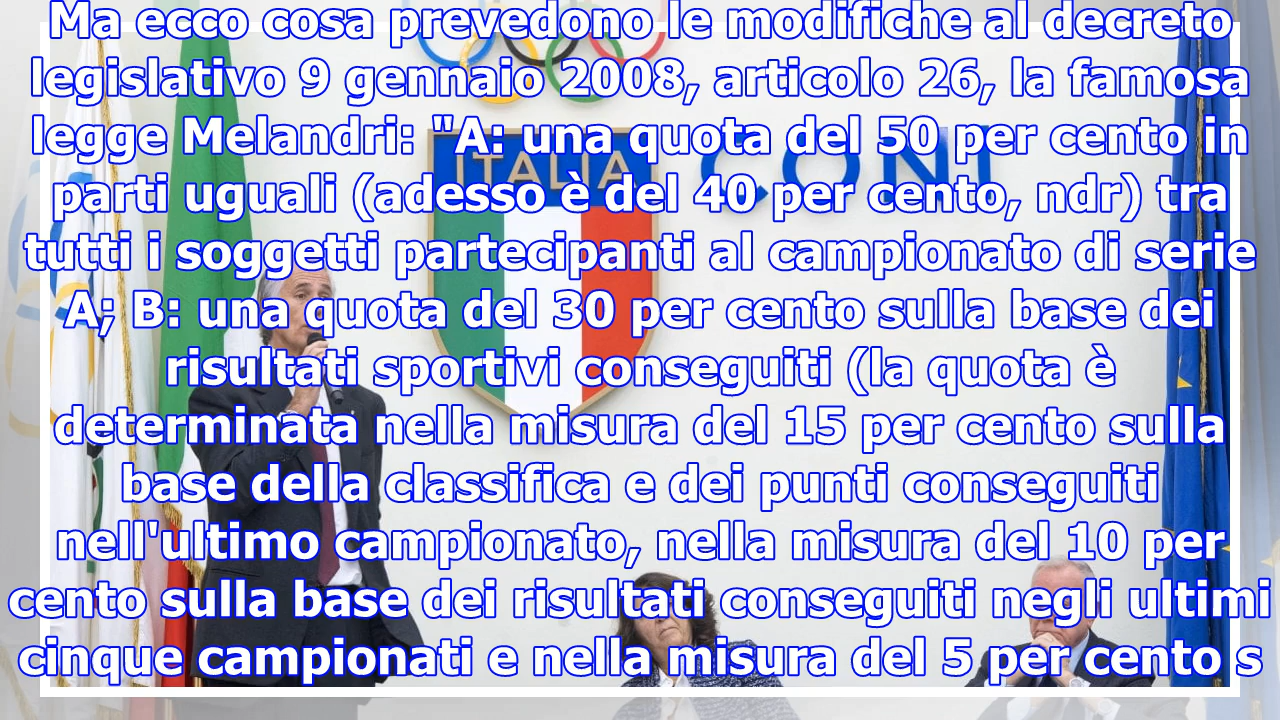 Ma ecco cosa prevedono le modifiche al decreto
legislativo 9 gennaio 2008, articolo 26, la famosa
legge Melandri: "A: una quota del 50 per cento in
parti uguali (adesso è del 40 per cento, ndr) tra
tutti i soggetti partecipanti al campionato di serie
A; B: una quota del 30 per cento sulla base dei
risultati sportivi conseguiti (la quota è
determinata nella misura del 15 per cento sulla
base della classifica e dei punti conseguiti
nell'ultimo campionato, nella misura del 10 per
cento sulla base dei risultati conseguiti negli ultimi
cinque campionati e nella misura del 5 per cento s
ITALIA
CONI